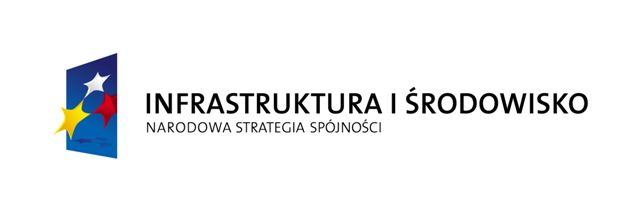 INFRASTRUKTURA I ŚRODOWISKO
NARODOWA STRATEGIA SPÓJNOŚCI